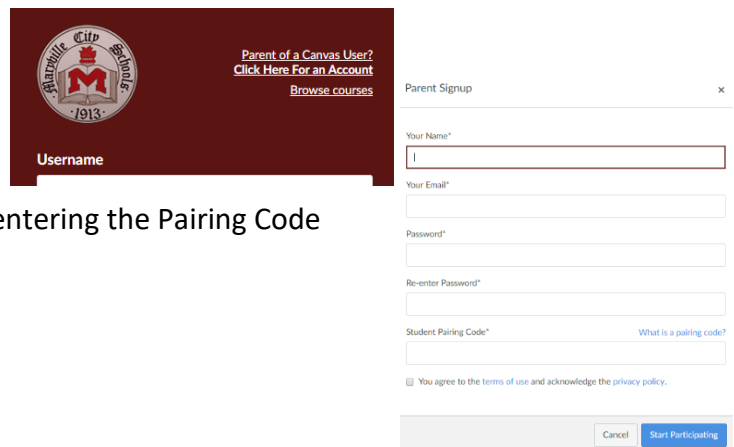 Maryville City Schools
M
·1913·
Parent of a Canvas User?
Click Here For an Account
Browse courses
Username
entering the Pairing Code
Parent Signup
×
Your Name*
Your Email*
Password*
Re-enter Password*
Student Pairing Code* What is a pairing code?
You agree to the terms of use and acknowledge the privacy policy.
Cancel Start Participating